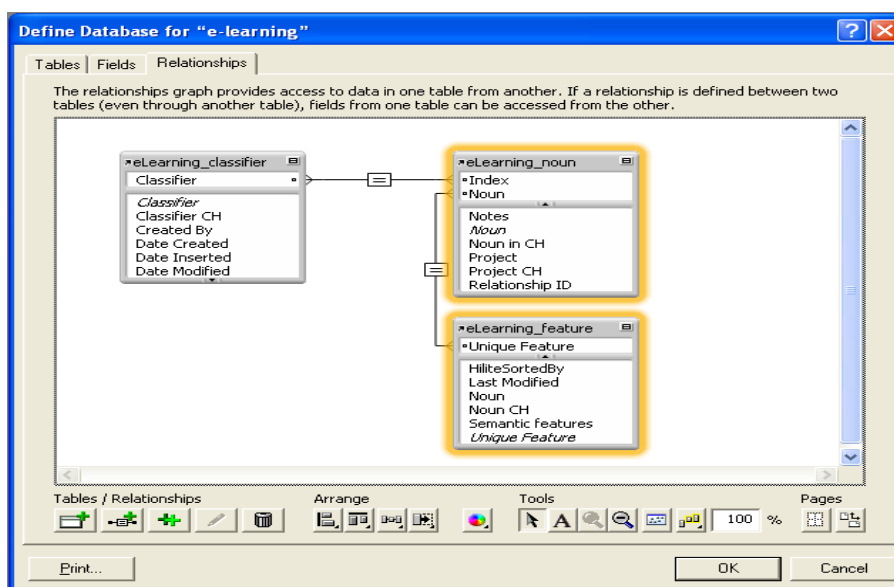 Define Database for “e-learning”
Tables Fields Relationships
The relationships graph provides access to data in one table from another. If a relationship is defined between two
tables (even through another table), fields from one table can be accessed from the other.
eLearning_classifier
Classifier
Classifier
Classifier CH
Created By
Date Created
Date Inserted
Date Modified
=
eLearning_noun
Index
Noun
Notes
Noun
Noun in CH
Project
Project CH
Relationship ID
=
eLearning_feature
Unique Feature
HiliteSortedBy
Last Modified
Noun
Noun CH
Semantic features
Unique Feature
Tables / Relationships Arrange Tools Pages
A 100 %
Print... OK Cancel